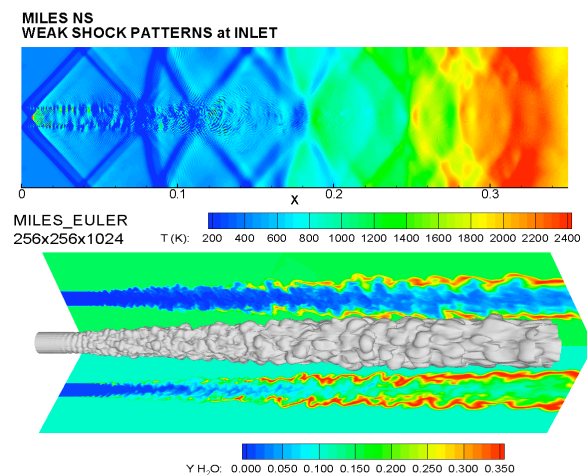 MILES NS
WEAK SHOCK PATTERNS at INLET
0 0.1 0.2 0.3
X
MILES_EULER
256x256x1024
T (K): 200 400 600 800 1000 1200 1400 1600 1800 2000 2200 2400
Y H₂O: 0.000 0.050 0.100 0.150 0.200 0.250 0.300 0.350